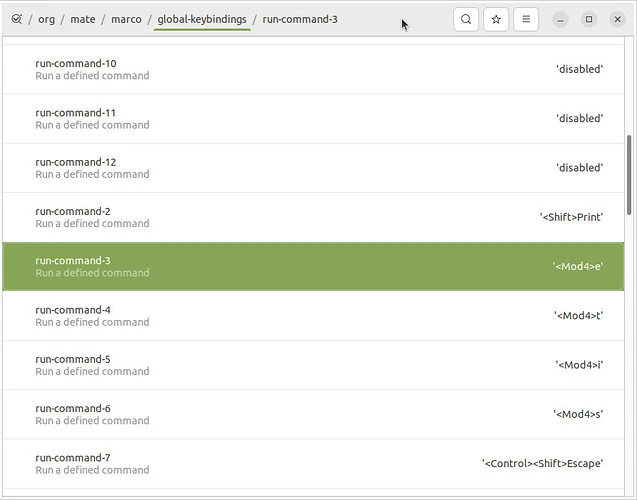 / org / mate / marco / global-keybindings / run-command-3
run-command-10
Run a defined command
'disabled'
run-command-11
Run a defined command
'disabled'
run-command-12
Run a defined command
'disabled'
run-command-2
Run a defined command
'<Shift>Print'
run-command-3
Run a defined command
'<Mod4>e'
run-command-4
Run a defined command
'<Mod4>t'
run-command-5
Run a defined command
'<Mod4>i'
run-command-6
Run a defined command
'<Mod4>s'
run-command-7
Run a defined command
'<Control><Shift>Escape'